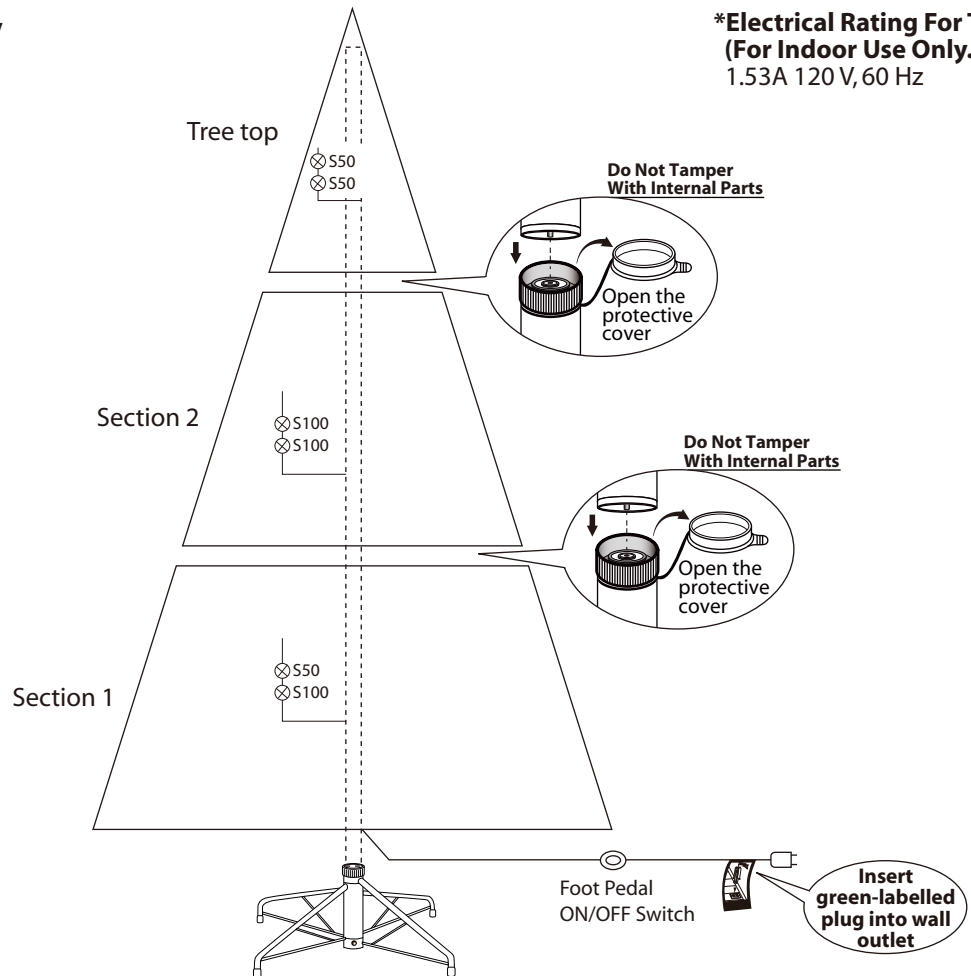 *Electrical Rating For
(For Indoor Use Only.
1.53A 120 V, 60 Hz
Tree top
S50
S50
Do Not Tamper
With Internal Parts
Open the
protective
cover
Section 2
S100
S100
Do Not Tamper
With Internal Parts
Open the
protective
cover
Section 1
S50
S100
Foot Pedal
ON/OFF Switch
Insert
green-labelled
plug into wall
outlet